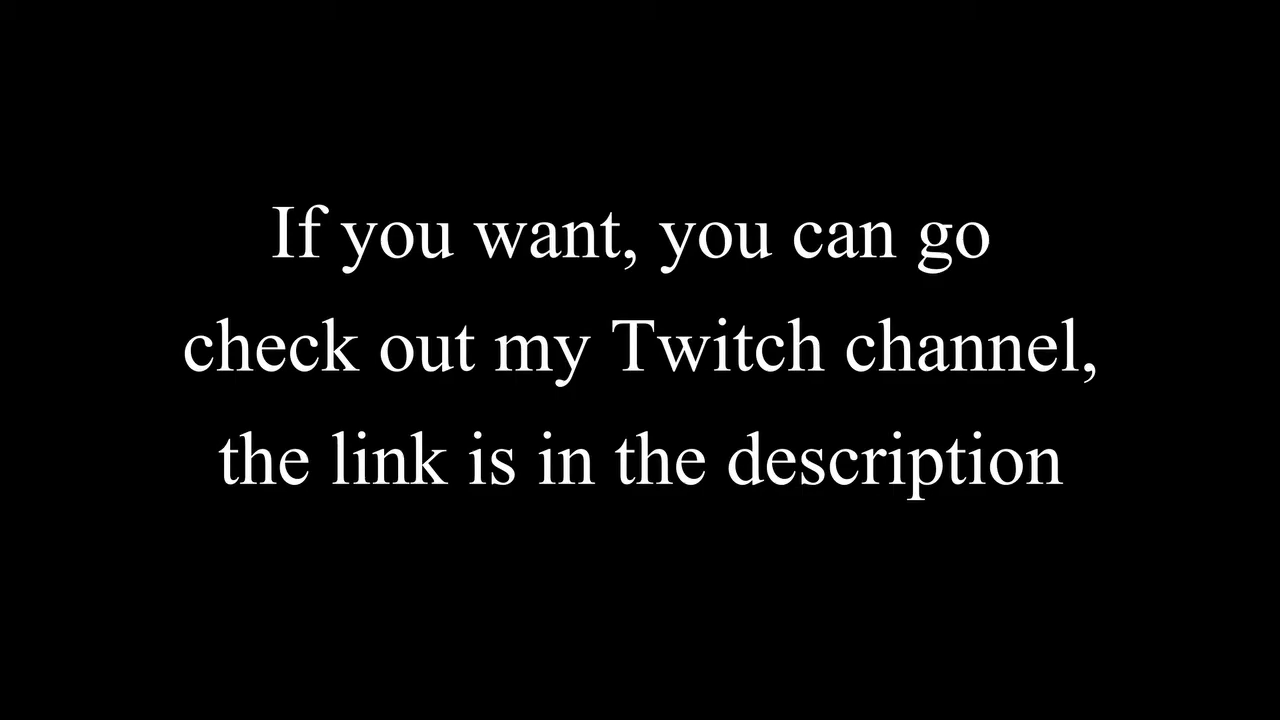 If you want, you can go
check out my Twitch channel,
the link is in the description